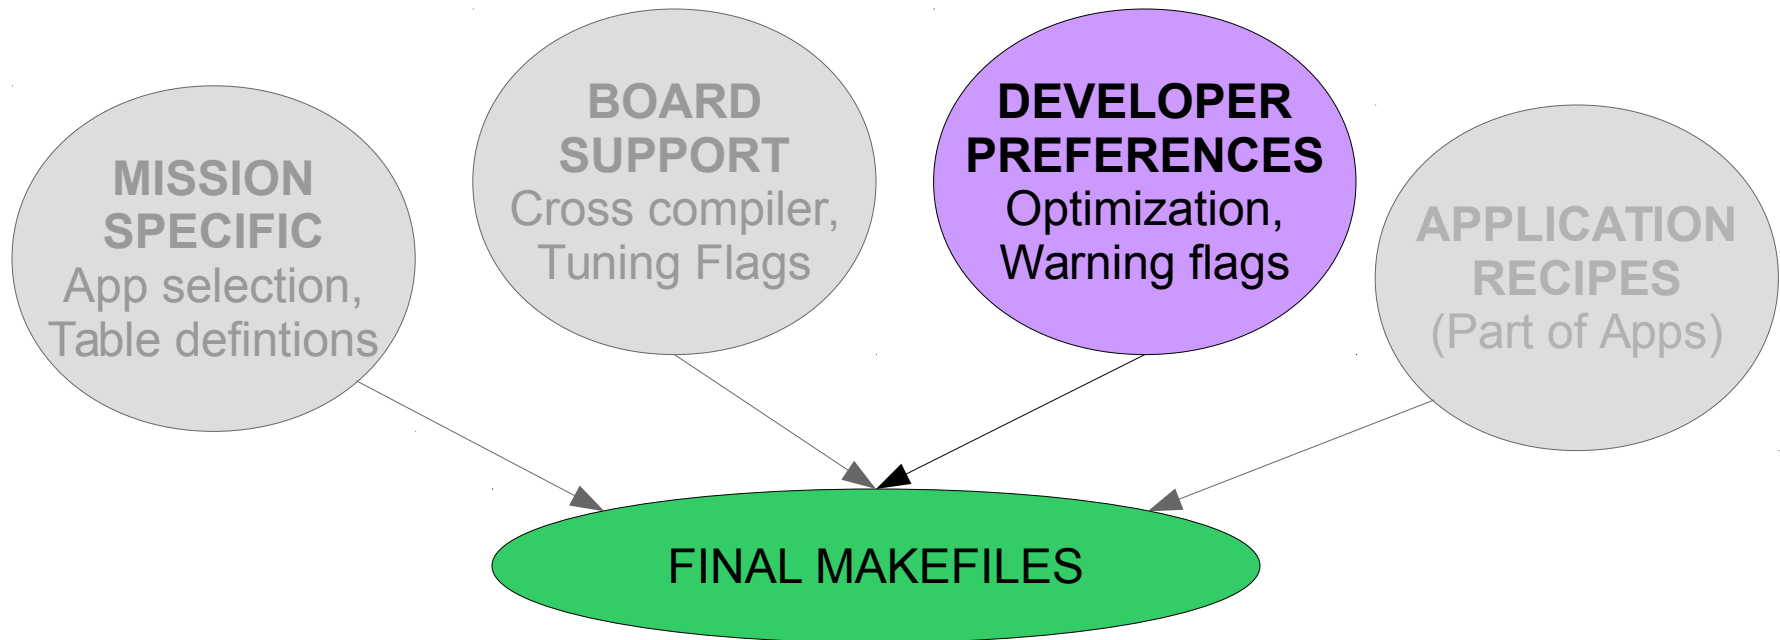 MISSION
SPECIFIC
App selection,
Table defintions
BOARD
SUPPORT
Cross compiler,
Tuning Flags
DEVELOPER
PREFERENCES
Optimization,
Warning flags
APPLICATION
RECIPES
(Part of Apps)
FINAL MAKEFILES